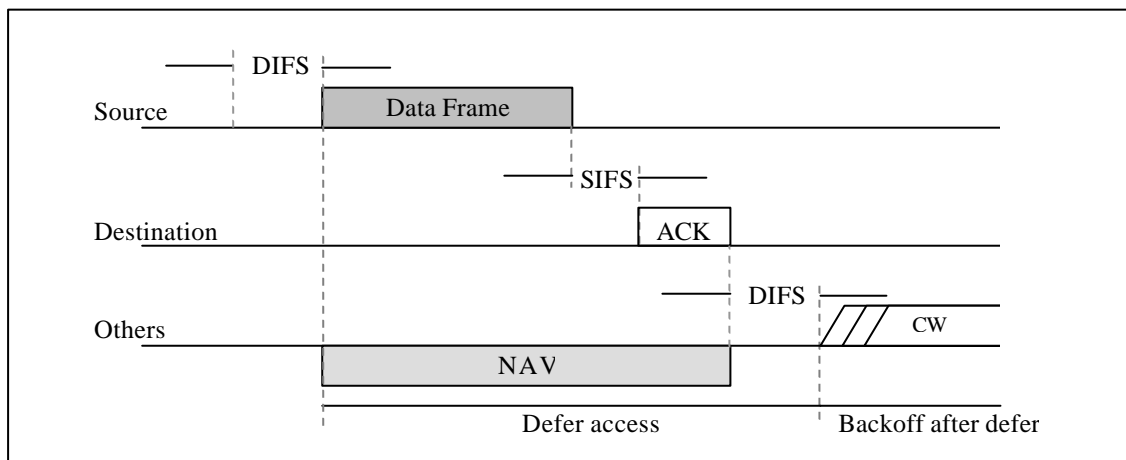 DIFS
Data Frame
Source
SIFS
Destination
ACK
DIFS
Others
CW
NAV
Defer access
Backoff after defer